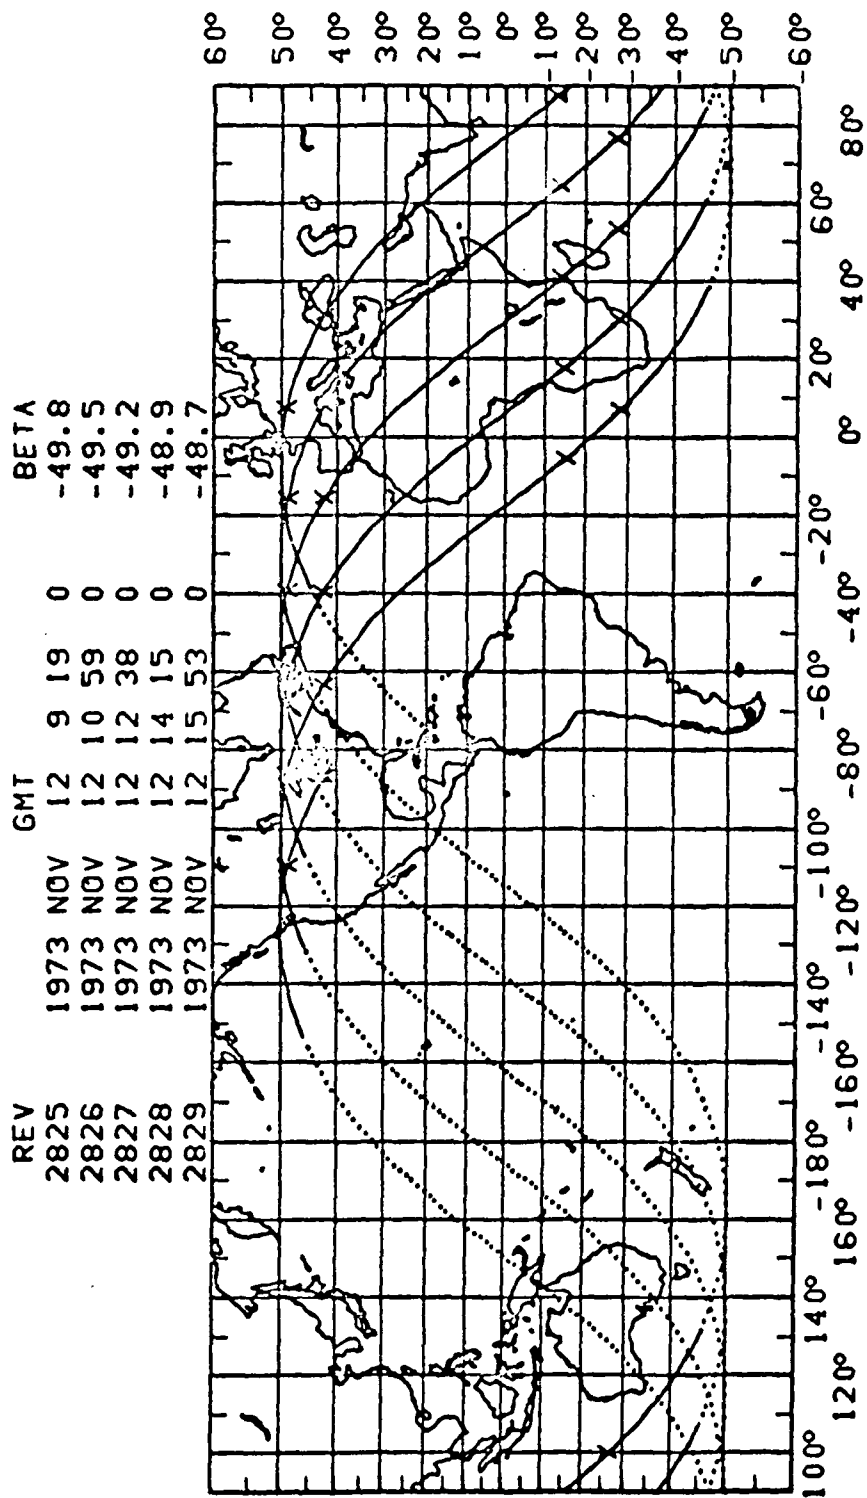 REV GMT BETA
2825 1973 NOV 12 9 19 0 -49.8
2826 1973 NOV 12 10 59 0 -49.5
2827 1973 NOV 12 12 38 0 -49.2
2828 1973 NOV 12 14 15 0 -48.9
2829 1973 NOV 12 15 53 0 -48.7
60°
50°
40°
30°
20°
10°
0°
-10°
-20°
-30°
-40°
-50°
-60°
100° 120° 140° 160° -180° -160° -140° -120° -100° -80° -60° -40° -20° 0° 20° 40° 60° 80°